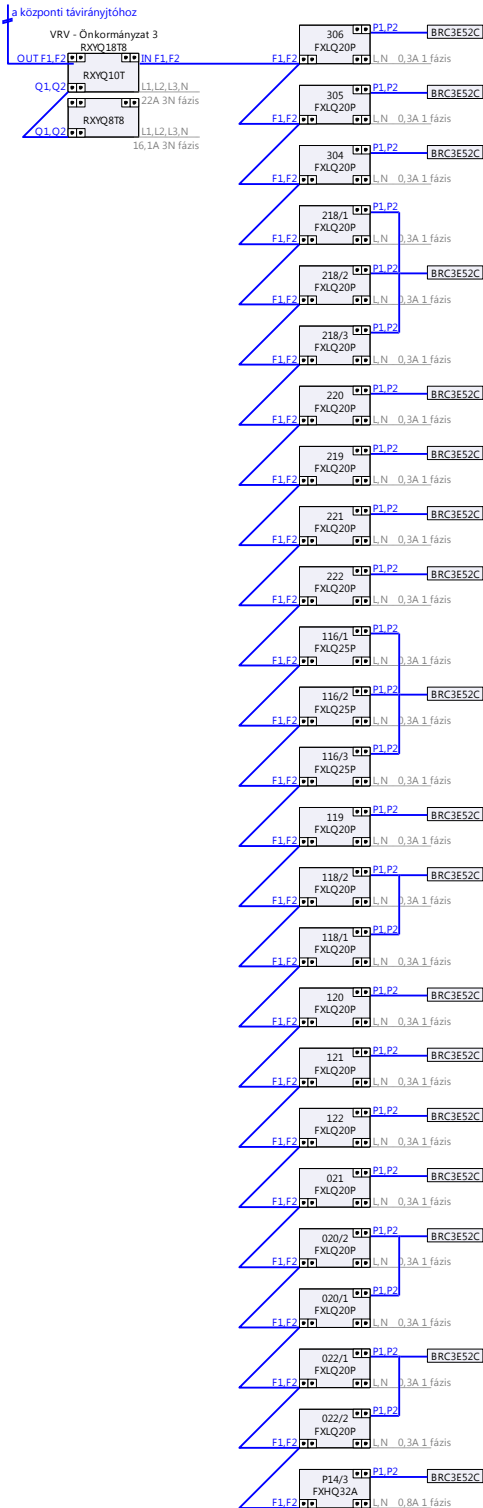 a központi távirányjtóhoz
VRV - Önkormányzat 3
RXYQ18T8
OUT F1,F2
IN F1,F2
RXYQ10T
Q1,Q2
L1,L2,L3,N
22A 3N fázis
RXYQ8T8
Q1,Q2
L1,L2,L3,N
16,1A 3N fázis
306
FXLQ20P
P1,P2
BRC3E52C
F1,F2
L,N 0,3A 1 fázis
305
FXLQ20P
P1,P2
BRC3E52C
F1,F2
L,N 0,3A 1 fázis
304
FXLQ20P
P1,P2
BRC3E52C
F1,F2
L,N 0,3A 1 fázis
218/1
FXLQ20P
P1,P2
F1,F2
L,N 0,3A 1 fázis
218/2
FXLQ20P
P1,P2
BRC3E52C
F1,F2
L,N 0,3A 1 fázis
218/3
FXLQ20P
P1,P2
F1,F2
L,N 0,3A 1 fázis
220
FXLQ20P
P1,P2
BRC3E52C
F1,F2
L,N 0,3A 1 fázis
219
FXLQ20P
P1,P2
BRC3E52C
F1,F2
L,N 0,3A 1 fázis
221
FXLQ20P
P1,P2
BRC3E52C
F1,F2
L,N 0,3A 1 fázis
222
FXLQ20P
P1,P2
BRC3E52C
F1,F2
L,N 0,3A 1 fázis
116/1
FXLQ25P
P1,P2
F1,F2
L,N 0,3A 1 fázis
116/2
FXLQ25P
P1,P2
BRC3E52C
F1,F2
L,N 0,3A 1 fázis
116/3
FXLQ25P
P1,P2
F1,F2
L,N 0,3A 1 fázis
119
FXLQ20P
P1,P2
BRC3E52C
F1,F2
L,N 0,3A 1 fázis
118/2
FXLQ20P
P1,P2
BRC3E52C
F1,F2
L,N 0,3A 1 fázis
118/1
FXLQ20P
P1,P2
F1,F2
L,N 0,3A 1 fázis
120
FXLQ20P
P1,P2
BRC3E52C
F1,F2
L,N 0,3A 1 fázis
121
FXLQ20P
P1,P2
BRC3E52C
F1,F2
L,N 0,3A 1 fázis
122
FXLQ20P
P1,P2
BRC3E52C
F1,F2
L,N 0,3A 1 fázis
021
FXLQ20P
P1,P2
BRC3E52C
F1,F2
L,N 0,3A 1 fázis
020/2
FXLQ20P
P1,P2
BRC3E52C
F1,F2
L,N 0,3A 1 fázis
020/1
FXLQ20P
P1,P2
F1,F2
L,N 0,3A 1 fázis
022/1
FXLQ20P
P1,P2
BRC3E52C
F1,F2
L,N 0,3A 1 fázis
022/2
FXLQ20P
P1,P2
F1,F2
L,N 0,3A 1 fázis
P14/3
FXHQ32A
P1,P2
BRC3E52C
F1,F2
L,N 0,8A 1 fázis